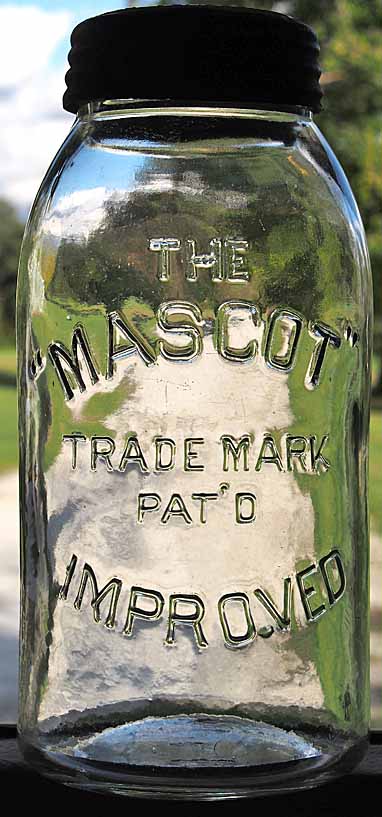 THE
"MASCOT"
TRADE MARK
PAT'D
IMPROVED